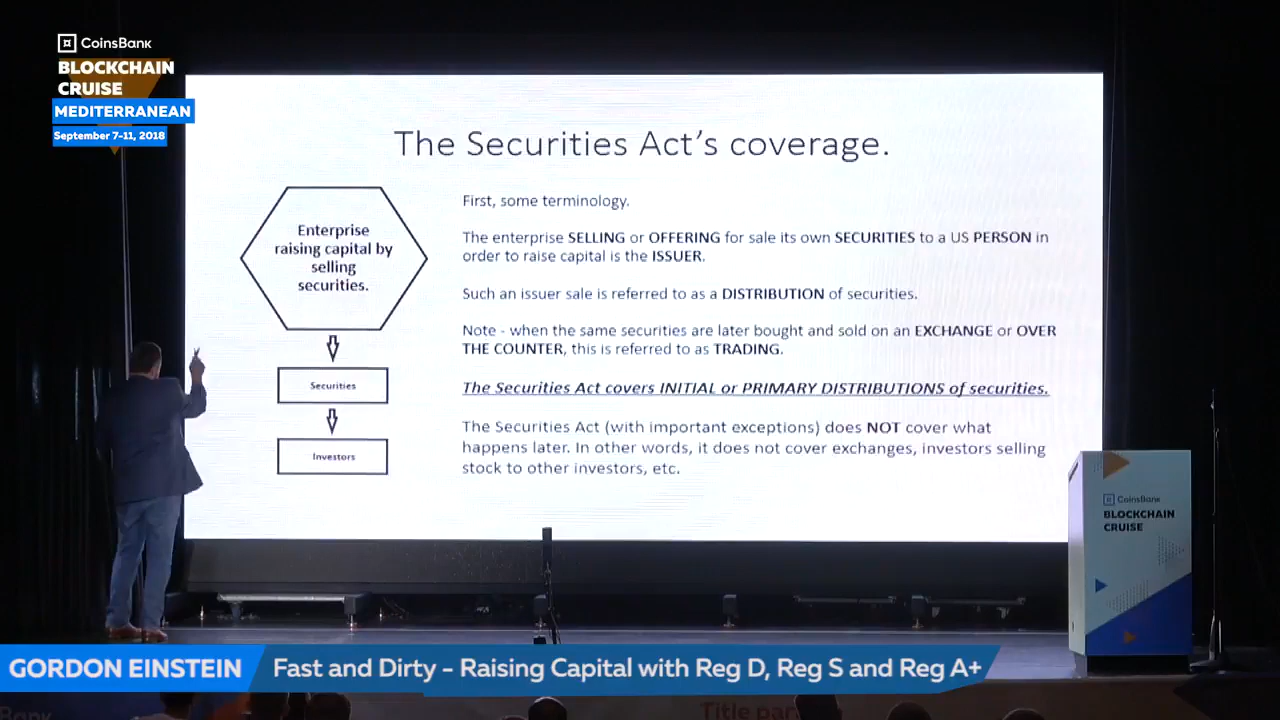 CoinsBank
BLOCKCHAIN
CRUISE
MEDITERRANEAN
September 7-11, 2018
The Securities Act’s coverage.
Enterprise
raising capital by
selling
securities.
Securities
Investors
First, some terminology.
The enterprise SELLING or OFFERING for sale its own SECURITIES to a US PERSON in
order to raise capital is the ISSUER.
Such an issuer sale is referred to as a DISTRIBUTION of securities.
Note - when the same securities are later bought and sold on an EXCHANGE or OVER
THE COUNTER, this is referred to as TRADING.
The Securities Act covers INITIAL or PRIMARY DISTRIBUTIONS of securities.
The Securities Act (with important exceptions) does NOT cover what
happens later. In other words, it does not cover exchanges, investors selling
stock to other investors, etc.
CoinsBank
BLOCKCHAIN
CRUISE
GORDON EINSTEIN
Fast and Dirty – Raising Capital with Reg D, Reg S and Reg A+